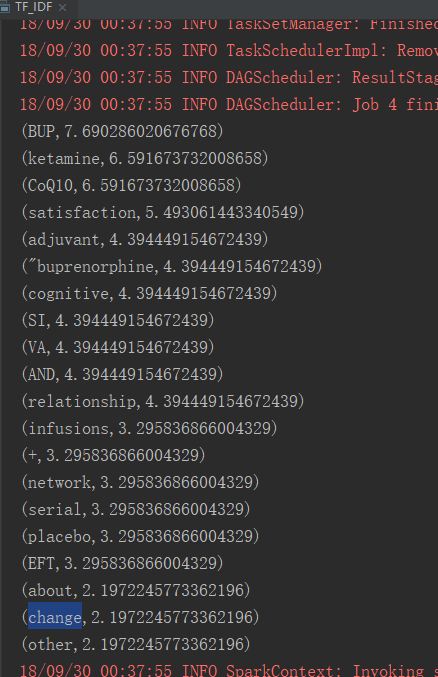 TF_IDF ×
18/09/30 00:37:55 INFO TaskSetManager: Finished
18/09/30 00:37:55 INFO TaskSchedulerImpl: Remov
18/09/30 00:37:55 INFO DAGScheduler: ResultStag
18/09/30 00:37:55 INFO DAGScheduler: Job 4 fini
(BUP,7.690286020676768)
(ketamine,6.591673732008658)
(CoQ10,6.591673732008658)
(satisfaction,5.493061443340549)
(adjuvant,4.394449154672439)
("buprenorphine,4.394449154672439)
(cognitive,4.394449154672439)
(SI,4.394449154672439)
(VA,4.394449154672439)
(AND,4.394449154672439)
(relationship,4.394449154672439)
(infusions,3.295836866004329)
(+,3.295836866004329)
(network,3.295836866004329)
(serial,3.295836866004329)
(placebo,3.295836866004329)
(EFT,3.295836866004329)
(about,2.1972245773362196)
(change,2.1972245773362196)
(other,2.1972245773362196)
18/09/30 00:37:55 INFO SparkContext: Invoking s